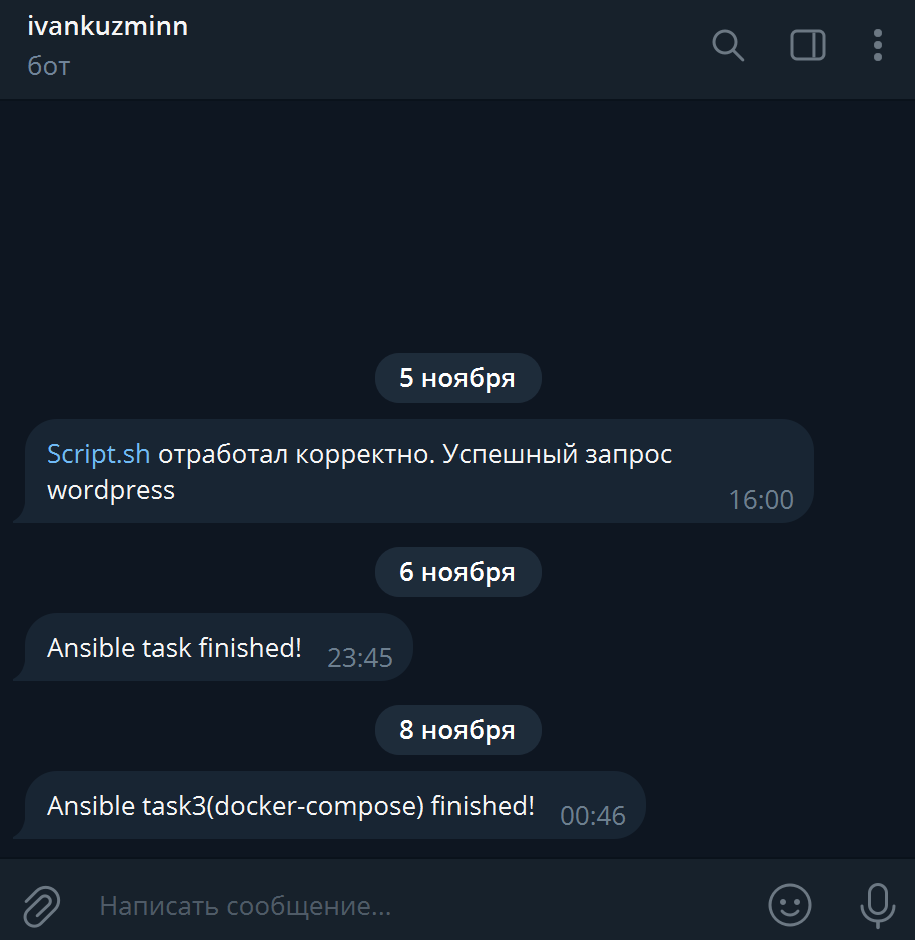 ivankuzminn
бот
5 ноября
Script.sh отработал корректно. Успешный запрос
wordpress
16:00
6 ноября
Ansible task finished! 23:45
8 ноября
Ansible task3(docker-compose) finished! 00:46
Написать сообщение...